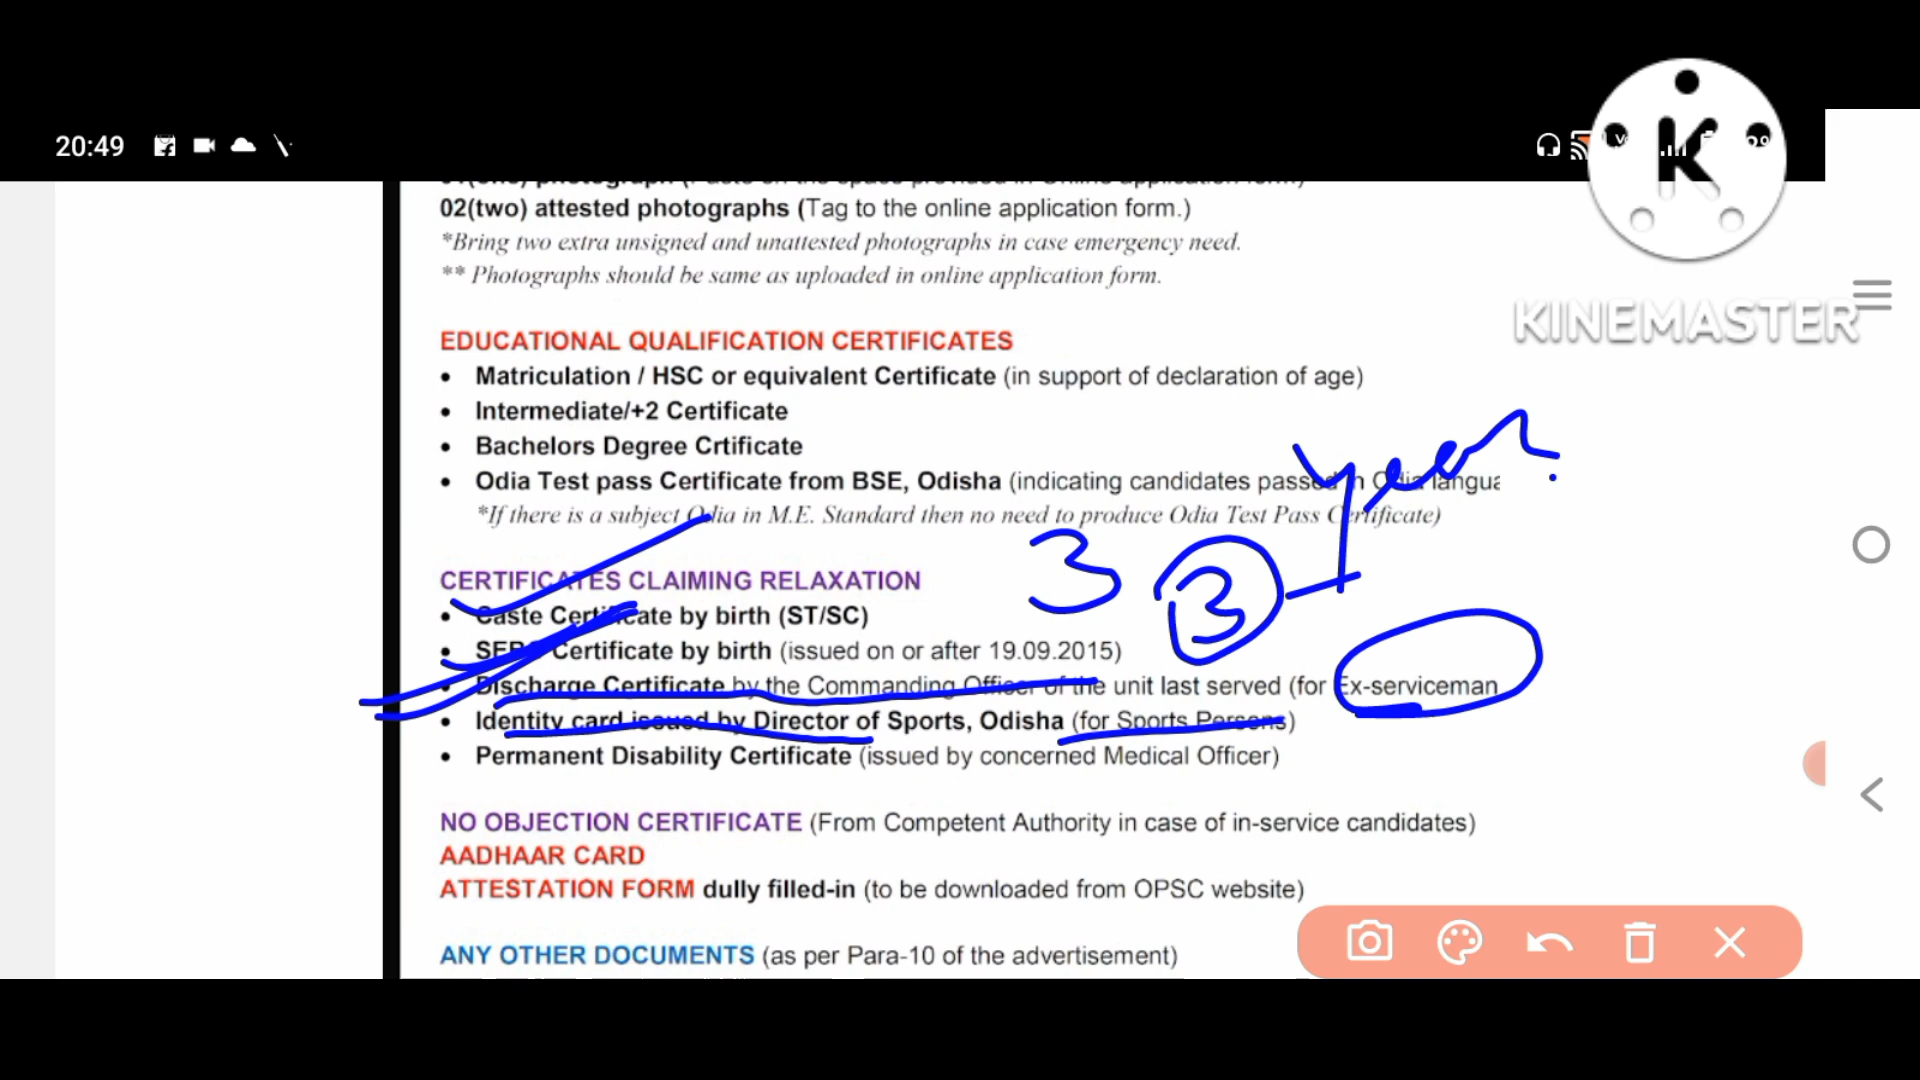 20:49
02(two) attested photographs (Tag to the online application form.)
*Bring two extra unsigned and unattested photographs in case emergency need.
** Photographs should be same as uploaded in online application form.
KINEMASTER
EDUCATIONAL QUALIFICATION CERTIFICATES
• Matriculation / HSC or equivalent Certificate (in support of declaration of age)
• Intermediate/+2 Certificate
• Bachelors Degree Crtificate
• Odia Test pass Certificate from BSE, Odisha (indicating candidates passed in Odia langua
*If there is a subject Odia in M.E. Standard then no need to produce Odia Test Pass Certificate)
3 3 year
CERTIFICATES CLAIMING RELAXATION
• Caste Certificate by birth (ST/SC)
• SEBC Certificate by birth (issued on or after 19.09.2015)
• Discharge Certificate by the Commanding Officer of the unit last served (for Ex-serviceman
• Identity card issued by Director of Sports, Odisha (for Sports Persons)
• Permanent Disability Certificate (issued by concerned Medical Officer)
NO OBJECTION CERTIFICATE (From Competent Authority in case of in-service candidates)
AADHAAR CARD
ATTESTATION FORM dully filled-in (to be downloaded from OPSC website)
ANY OTHER DOCUMENTS (as per Para-10 of the advertisement)